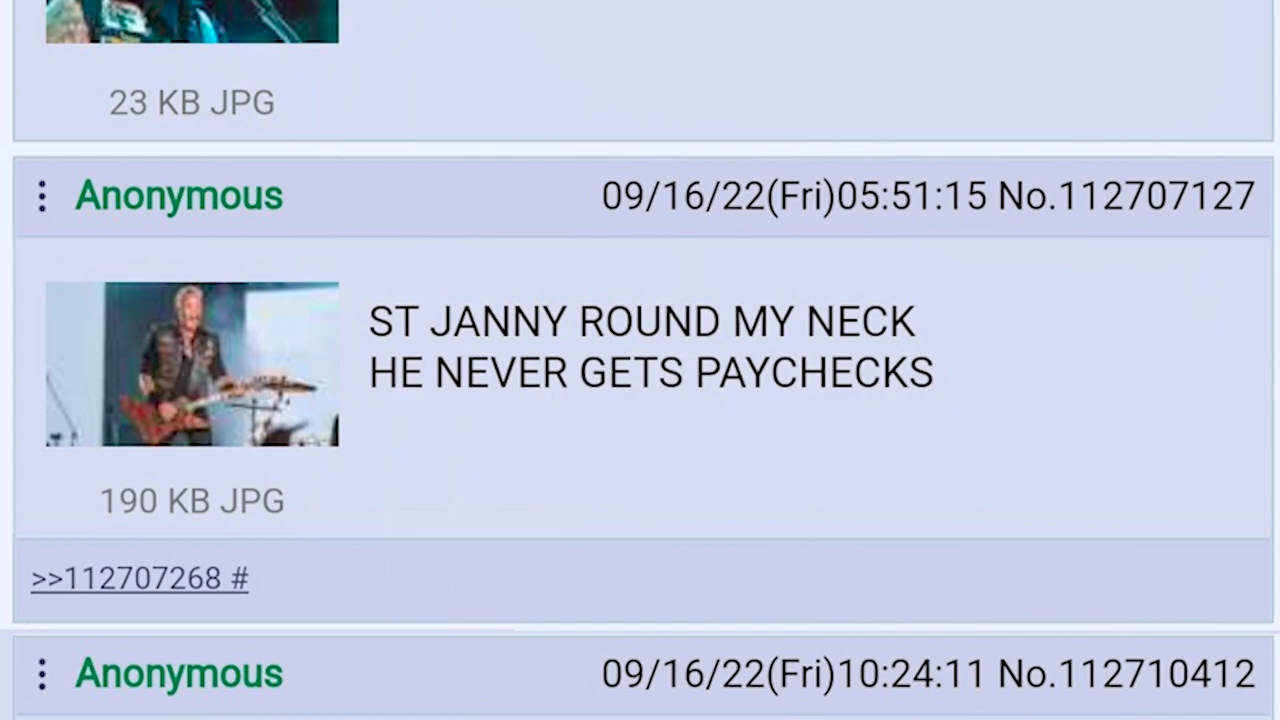 23 KB JPG
Anonymous 09/16/22(Fri)05:51:15 No.112707127
ST JANNY ROUND MY NECK
HE NEVER GETS PAYCHECKS
190 KB JPG
>>112707268 #
Anonymous 09/16/22(Fri)10:24:11 No.112710412